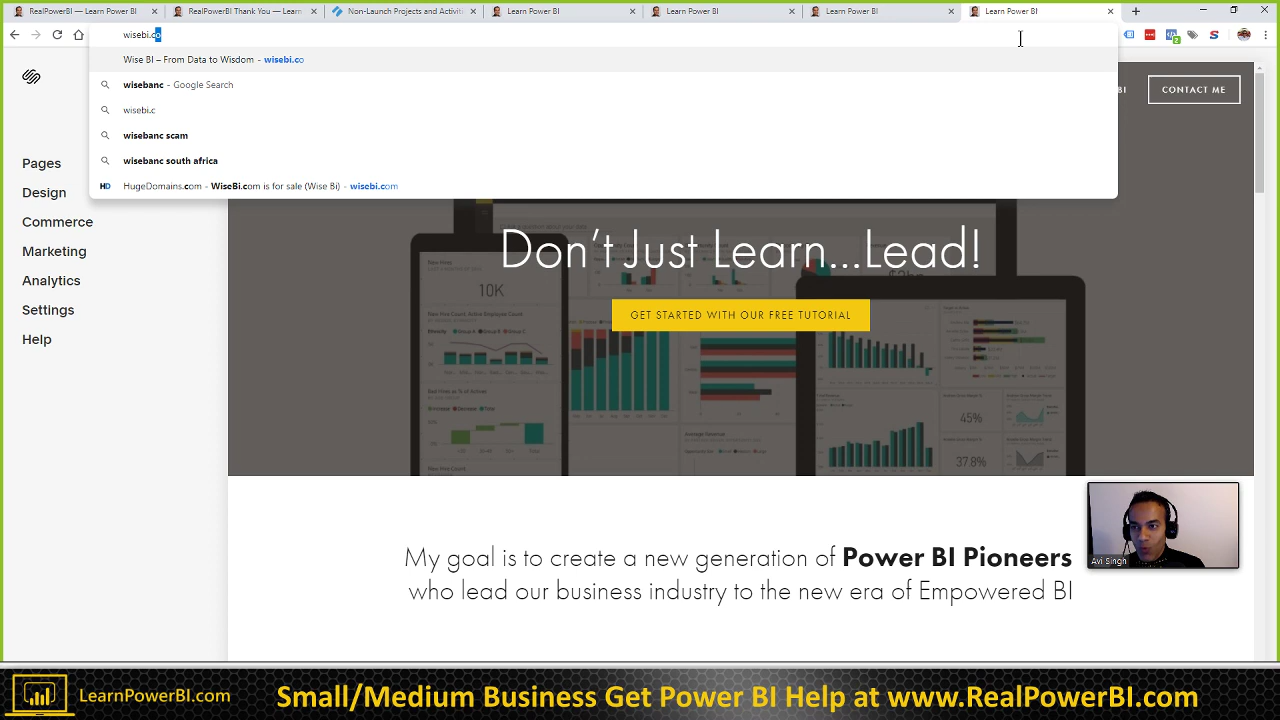 RealPowerBI — LearnPower BI
RealPowerBI Thank You — Learn
Non-Launch Projects and Activiti
Learn Power BI
Learn Power BI
Learn Power BI
Learn Power BI
wisebi.co
Wise BI – From Data to Wisdom - wisebi.co
wisebanc - Google Search
wisebi.c
wisebanc scam
wisebanc south africa
HD HugeDomains.com - WiseBi.com is for sale (Wise Bi) - wisebi.com
BI
CONTACT ME
Pages
Design
Commerce
Marketing
Analytics
Settings
Help
Don't Just Learn...Lead!
GET STARTED WITH OUR FREE TUTORIAL
10K
45%
37.8%
My goal is to create a new generation of Power BI Pioneers
who lead our business industry to the new era of Empowered BI
Avi Singh
LearnPowerBI.com
Small/Medium Business Get Power BI Help at www.RealPowerBI.com